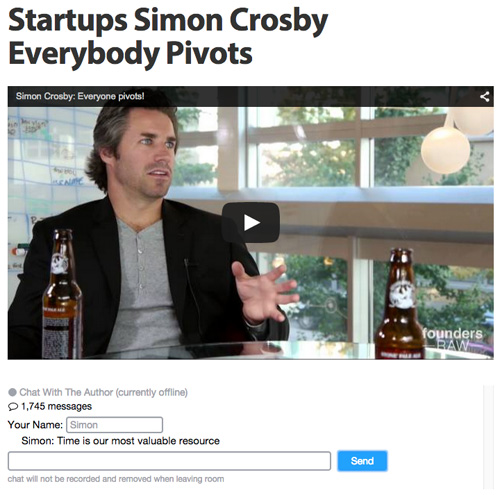 Startups Simon Crosby
Everybody Pivots
Simon Crosby: Everyone pivots!
founders
RAW
Chat With The Author (currently offline)
1,745 messages
Your Name: Simon
Simon: Time is our most valuable resource
Send
chat will not be recorded and removed when leaving room